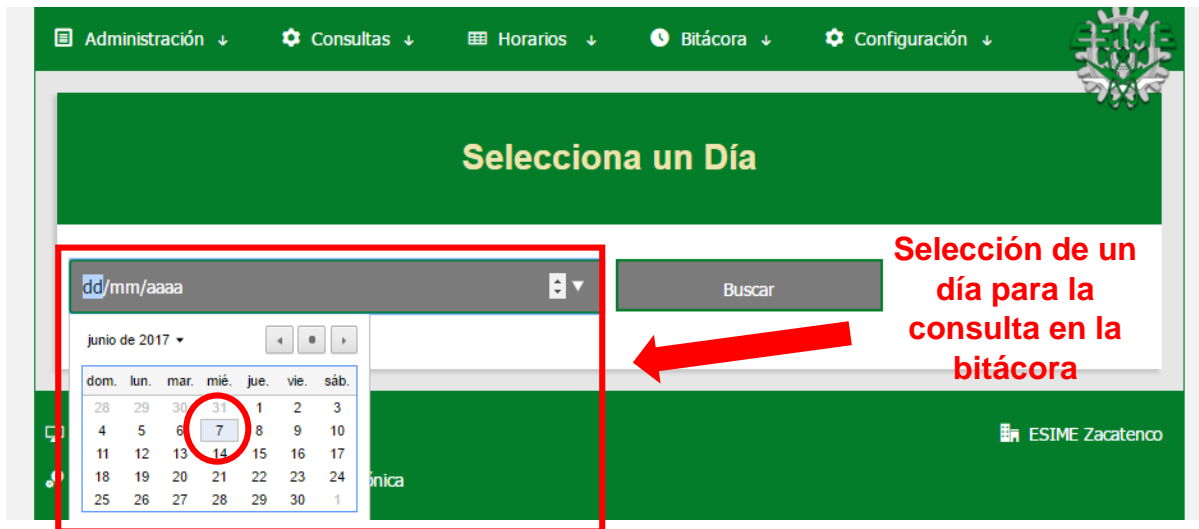 Administración ↓ Consultas ↓ Horarios ↓ Bitácora ↓ Configuración ↓
Selecciona un Día
dd/mm/aaaa
Buscar
Selección de un
día para la
consulta en la
bitácora
junio de 2017
dom. lun. mar. mié. jue. vie. sáb.
28 29 30 31 1 2 3
4 5 6 7 8 9 10
11 12 13 14 15 16 17
18 19 20 21 22 23 24
25 26 27 28 29 30 1
ESIME Zacatenco
ónica